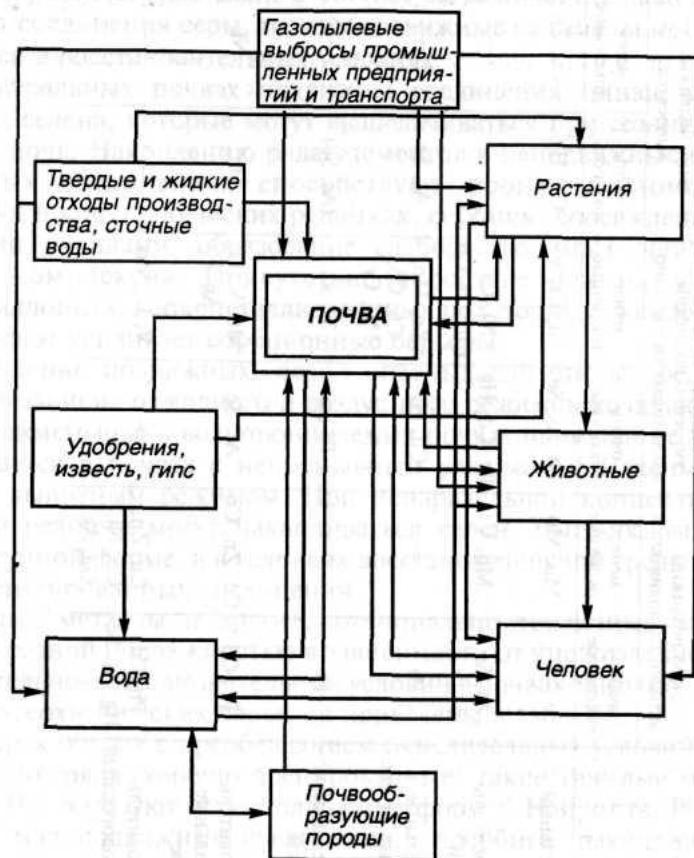 Газопылевые
выбросы промыш-
ленных предприя-
тий и транспорта
Твердые и жидкие
отходы производ-
ства, сточные
воды
Растения
ПОЧВА
Удобрения,
известь, гипс
Животные
Вода
Человек
Почвооб-
разующие
породы